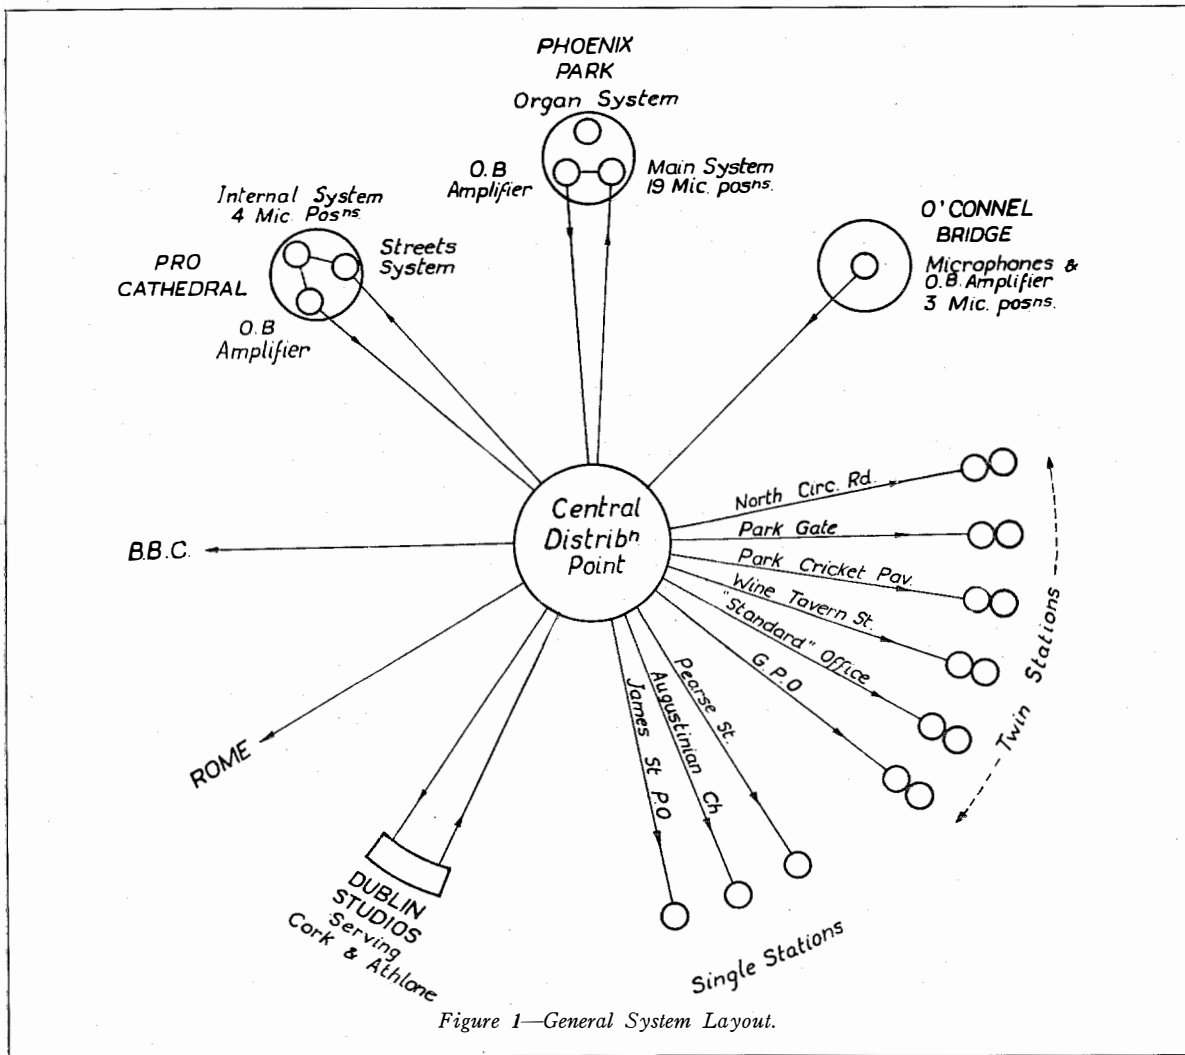 PHOENIX
PARK
Organ System
O.B
Amplifier
Main System
19 Mic. posns.
Internal System
4 Mic. Posns.
Streets
System
PRO
CATHEDRAL
O.B
Amplifier
O'CONNEL
BRIDGE
Microphones &
O.B. Amplifier
3 Mic. posns.
Central
Distribn
Point
B.B.C.
ROME
DUBLIN
STUDIOS
Serving
Cork & Athlone
North Circ. Rd.
Park Gate
Park Cricket Pav.
Wine Tavern St.
"Standard" Office
G.P.O
Twin Stations
Pearse St.
Augustinian Ch
James St P.O
Single Stations
Figure 1—General System Layout.